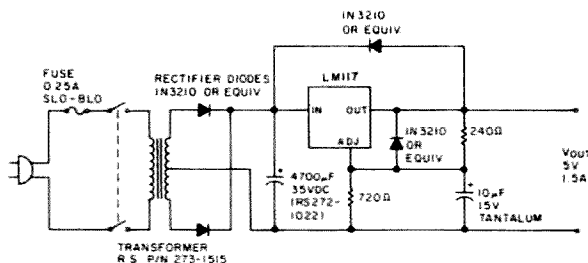 IN3210
OR EQUIV.
FUSE
0.25A
SLO-BLO
RECTIFIER DIODES
IN3210 OR EQUIV
LM117
IN
OUT
ADJ
IN3210
OR
EQUIV
240Ω
VOUT
5V
1.5A
+
4700µF
35VDC
(RS272-
1022)
720Ω
+
10µF
15V
TANTALUM
TRANSFORMER
R.S. P/N 273-1515